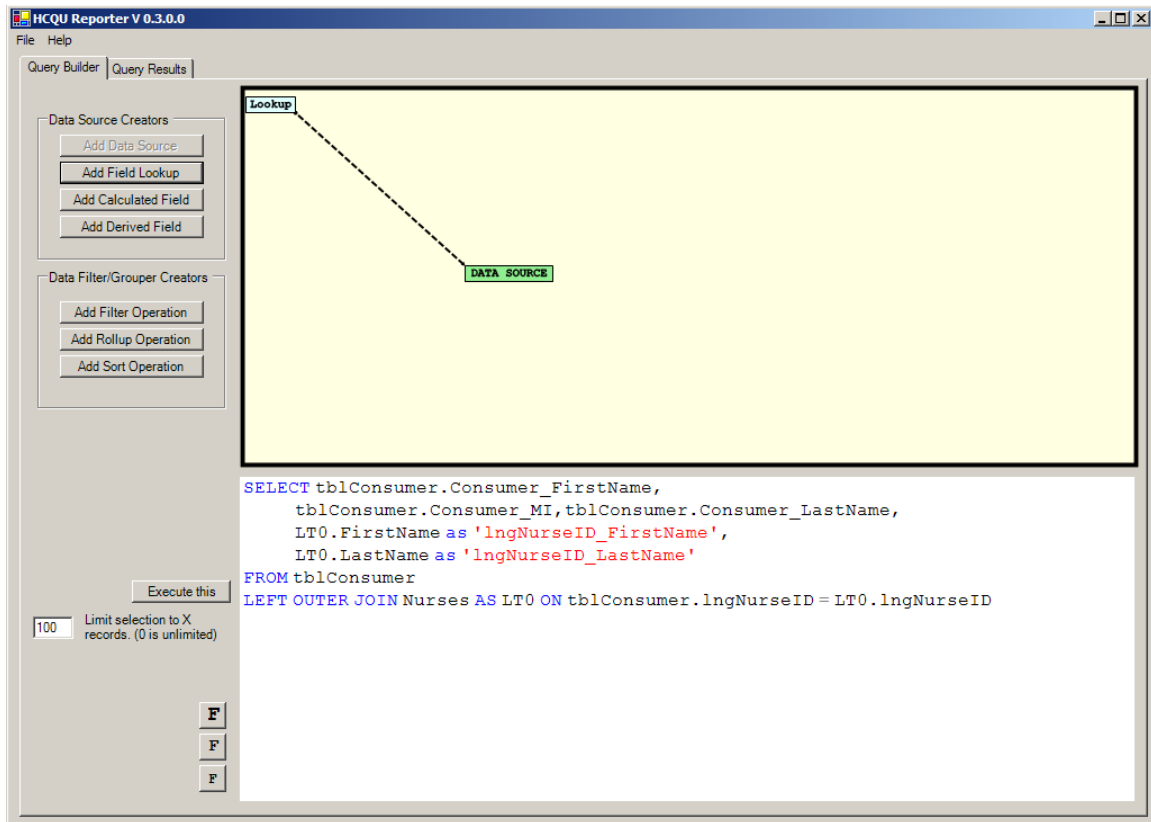 HCQU Reporter V 0.3.0.0
File Help
Query Builder Query Results
Data Source Creators
Add Data Source
Add Field Lookup
Add Calculated Field
Add Derived Field
Data Filter/Grouper Creators
Add Filter Operation
Add Rollup Operation
Add Sort Operation
Execute this
100 Limit selection to X
records. (0 is unlimited)
F
F
F
Lookup
DATA SOURCE
SELECT tblConsumer.Consumer_FirstName,
tblConsumer.Consumer_MI,tblConsumer.Consumer_LastName,
LT0.FirstName as 'lngNurseID_FirstName',
LT0.LastName as 'lngNurseID_LastName'
FROM tblConsumer
LEFT OUTER JOIN Nurses AS LT0 ON tblConsumer.lngNurseID = LT0.lngNurseID